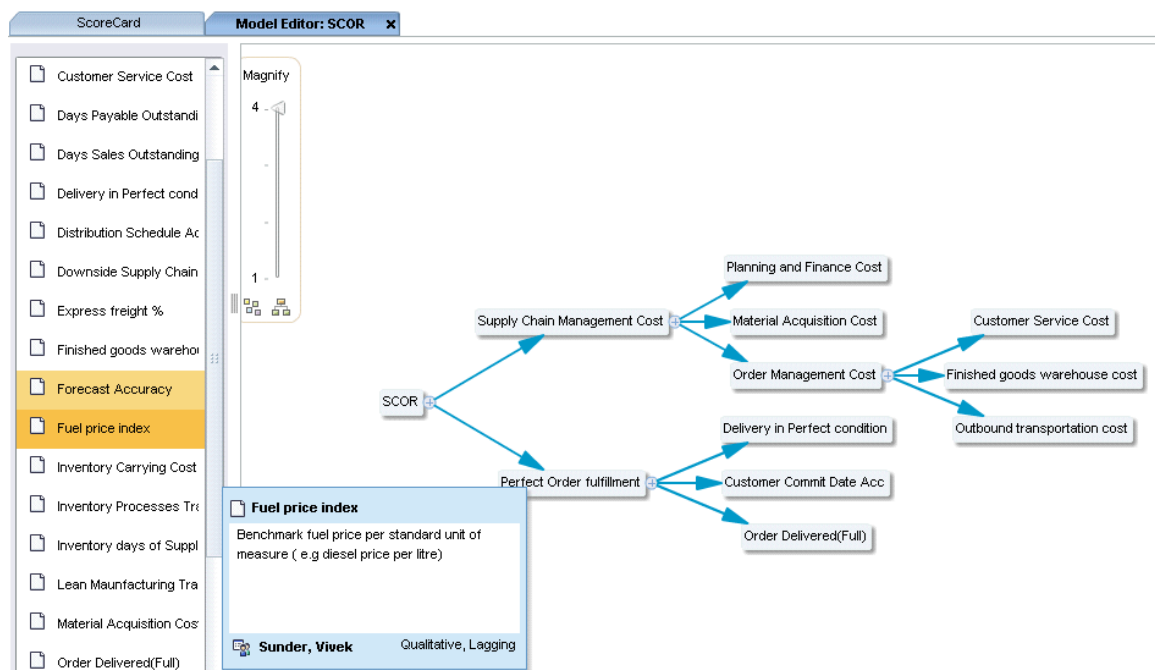 ScoreCard
Model Editor: SCOR x
Customer Service Cost
Days Payable Outstandi
Days Sales Outstanding
Delivery in Perfect cond
Distribution Schedule Ac
Downside Supply Chain
Express freight %
Finished goods warehou
Forecast Accuracy
Fuel price index
Inventory Carrying Cost
Inventory Processes Tra
Inventory days of Suppl
Lean Maunfacturing Tra
Material Acquisition Cos
Order Delivered(Full)
Magnify
4
1
Planning and Finance Cost
Supply Chain Management Cost
Material Acquisition Cost
Customer Service Cost
Order Management Cost
Finished goods warehouse cost
SCOR
Outbound transportation cost
Delivery in Perfect condition
Perfect Order fulfillment
Customer Commit Date Acc
Order Delivered(Full)
Fuel price index
Benchmark fuel price per standard unit of
measure ( e.g diesel price per litre)
Sunder, Vivek
Qualitative, Lagging